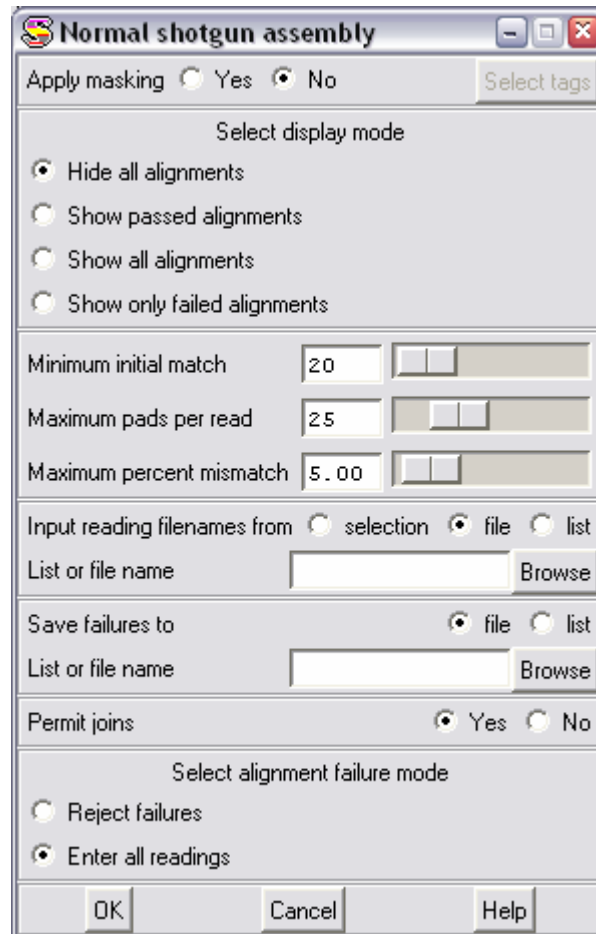 Normal shotgun assembly
Apply masking Yes No Select tags
Select display mode
Hide all alignments
Show passed alignments
Show all alignments
Show only failed alignments
Minimum initial match 20
Maximum pads per read 25
Maximum percent mismatch 5.00
Input reading filenames from selection file list
List or file name Browse
Save failures to file list
List or file name Browse
Permit joins Yes No
Select alignment failure mode
Reject failures
Enter all readings
OK Cancel Help